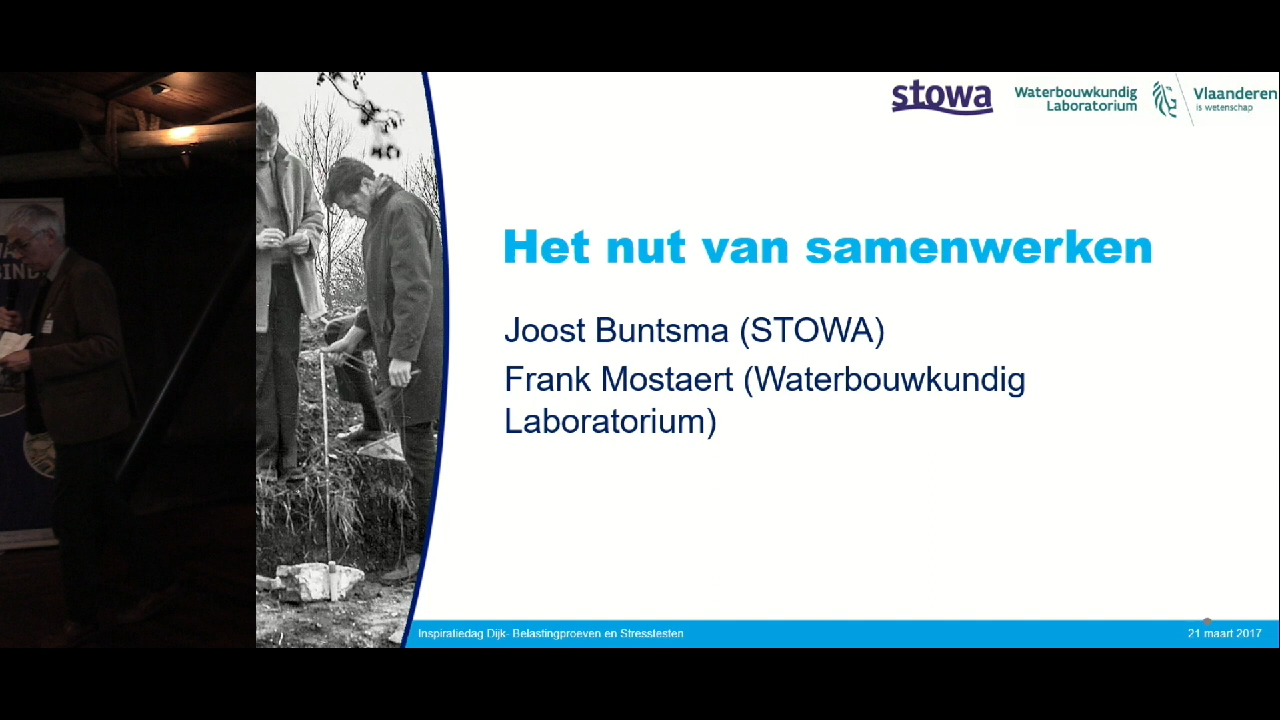 stowa
Waterbouwkundig
Laboratorium
Vlaanderen
is wetenschap
Het nut van samenwerken
Joost Buntsma (STOWA)
Frank Mostaert (Waterbouwkundig
Laboratorium)
Inspiratiedag Dijk- Belastingproeven en Stresstesten
21 maart 2017